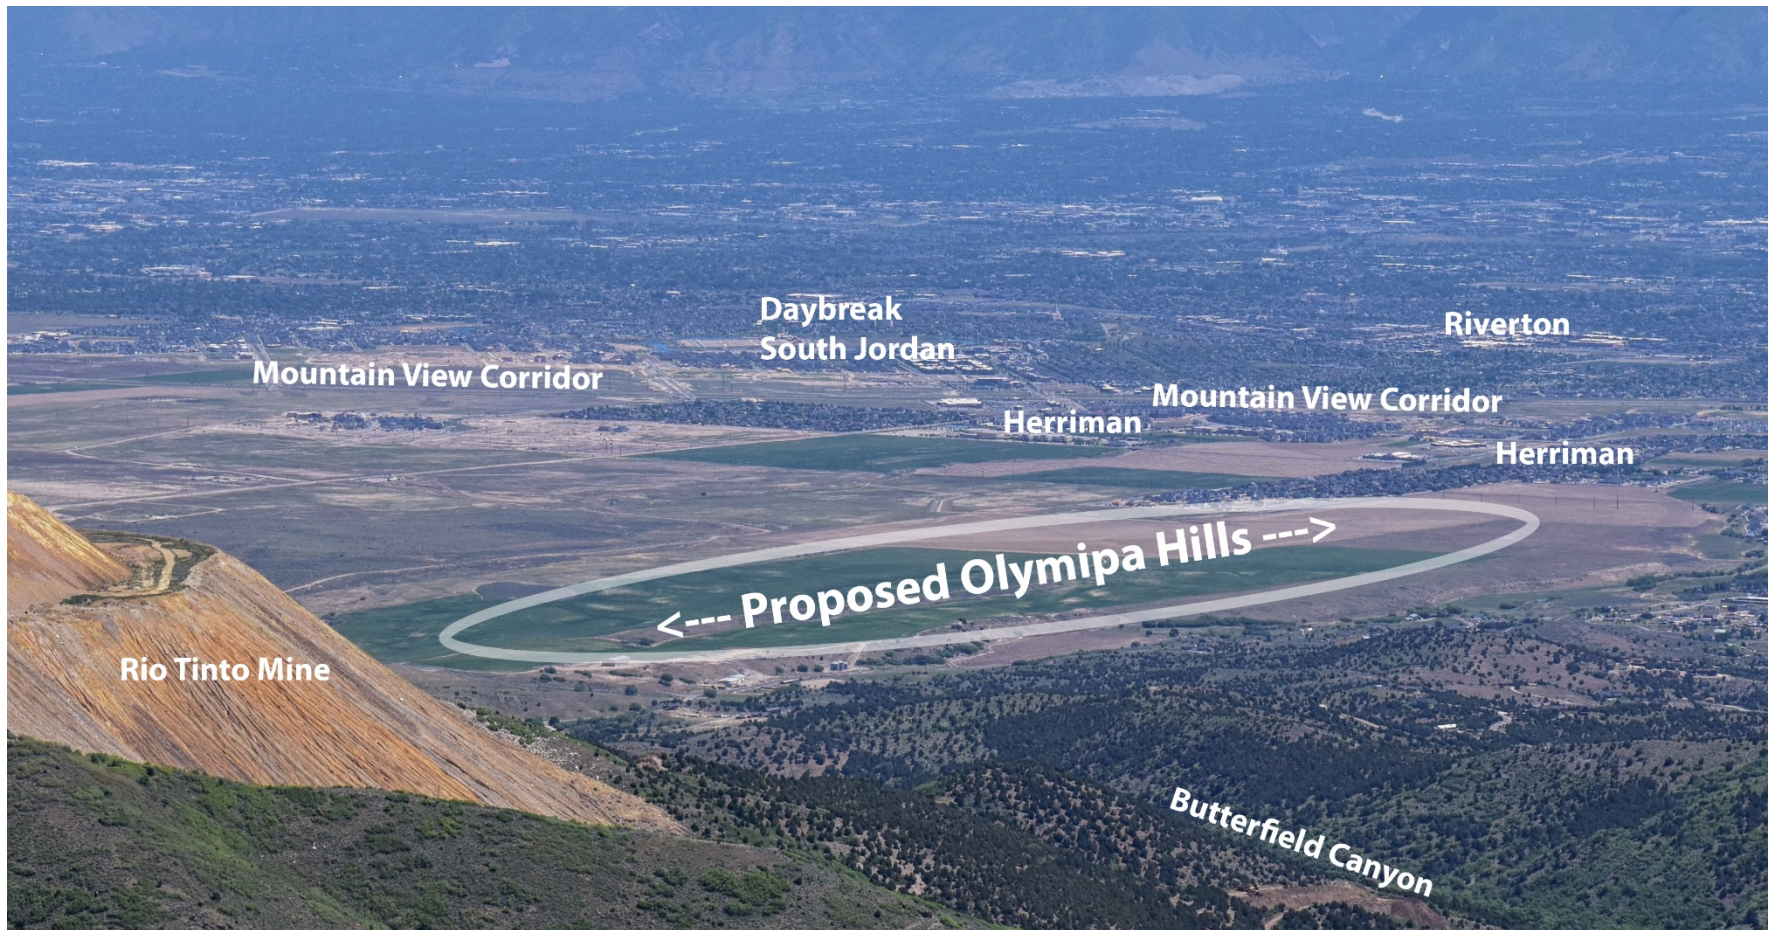 Daybreak
South Jordan
Riverton
Mountain View Corridor
Mountain View Corridor
Herriman
Herriman
<--- Proposed Olymipa Hills --->
Rio Tinto Mine
Butterfield Canyon